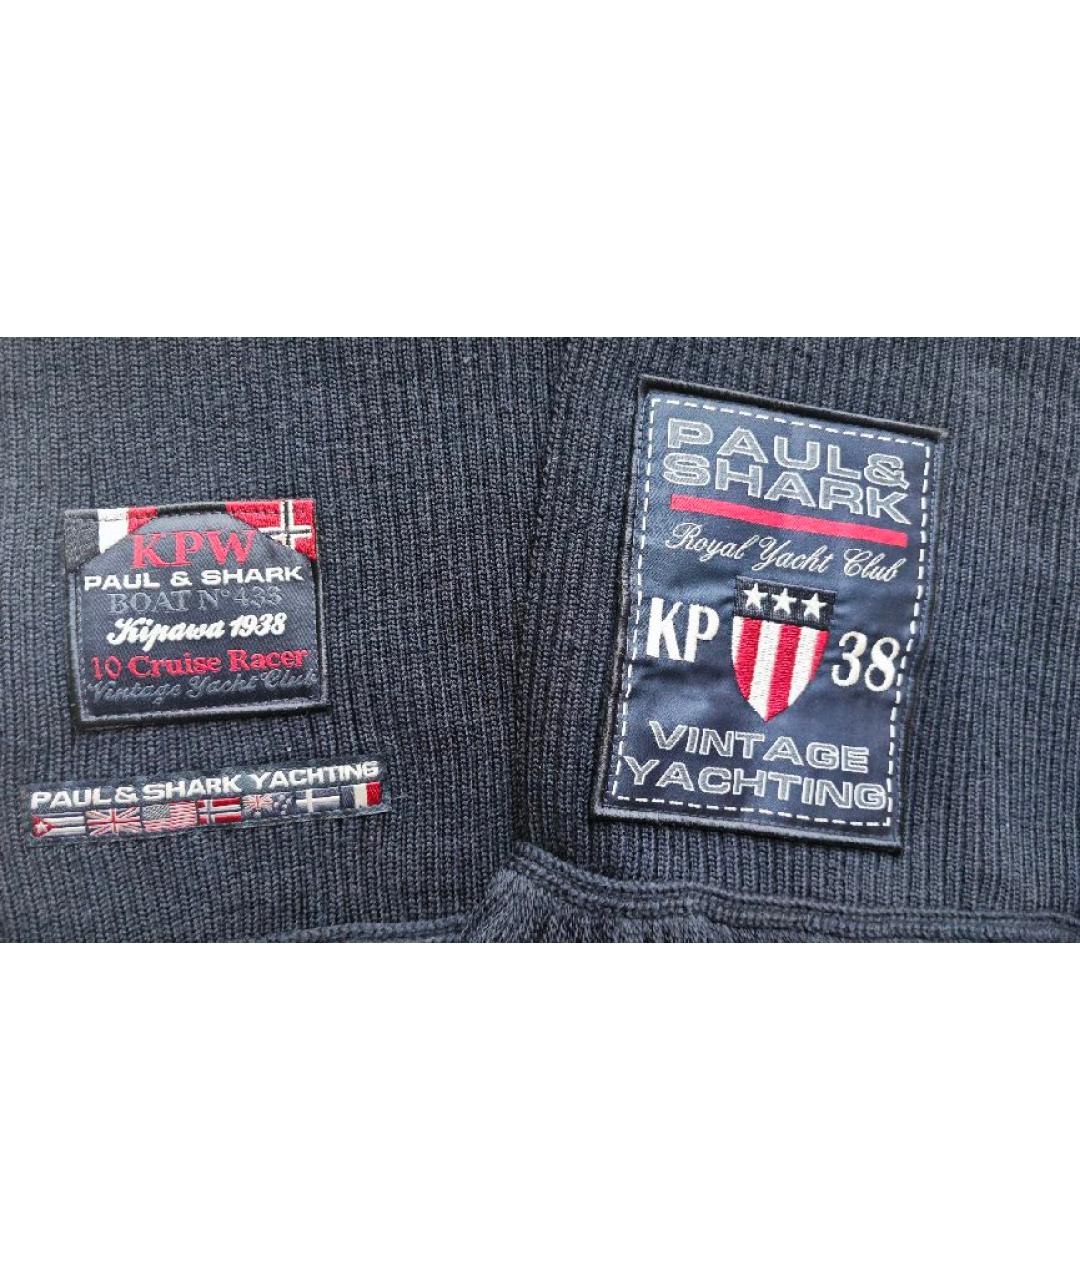 KPW
PAUL & SHARK
BOAT N° 433
Kipawa 1938
10 Cruise Racer
Vintage Yacht Club
PAUL & SHARK YACHTING
PAUL &
SHARK
Royal Yacht Club
KP 38
VINTAGE
YACHTING